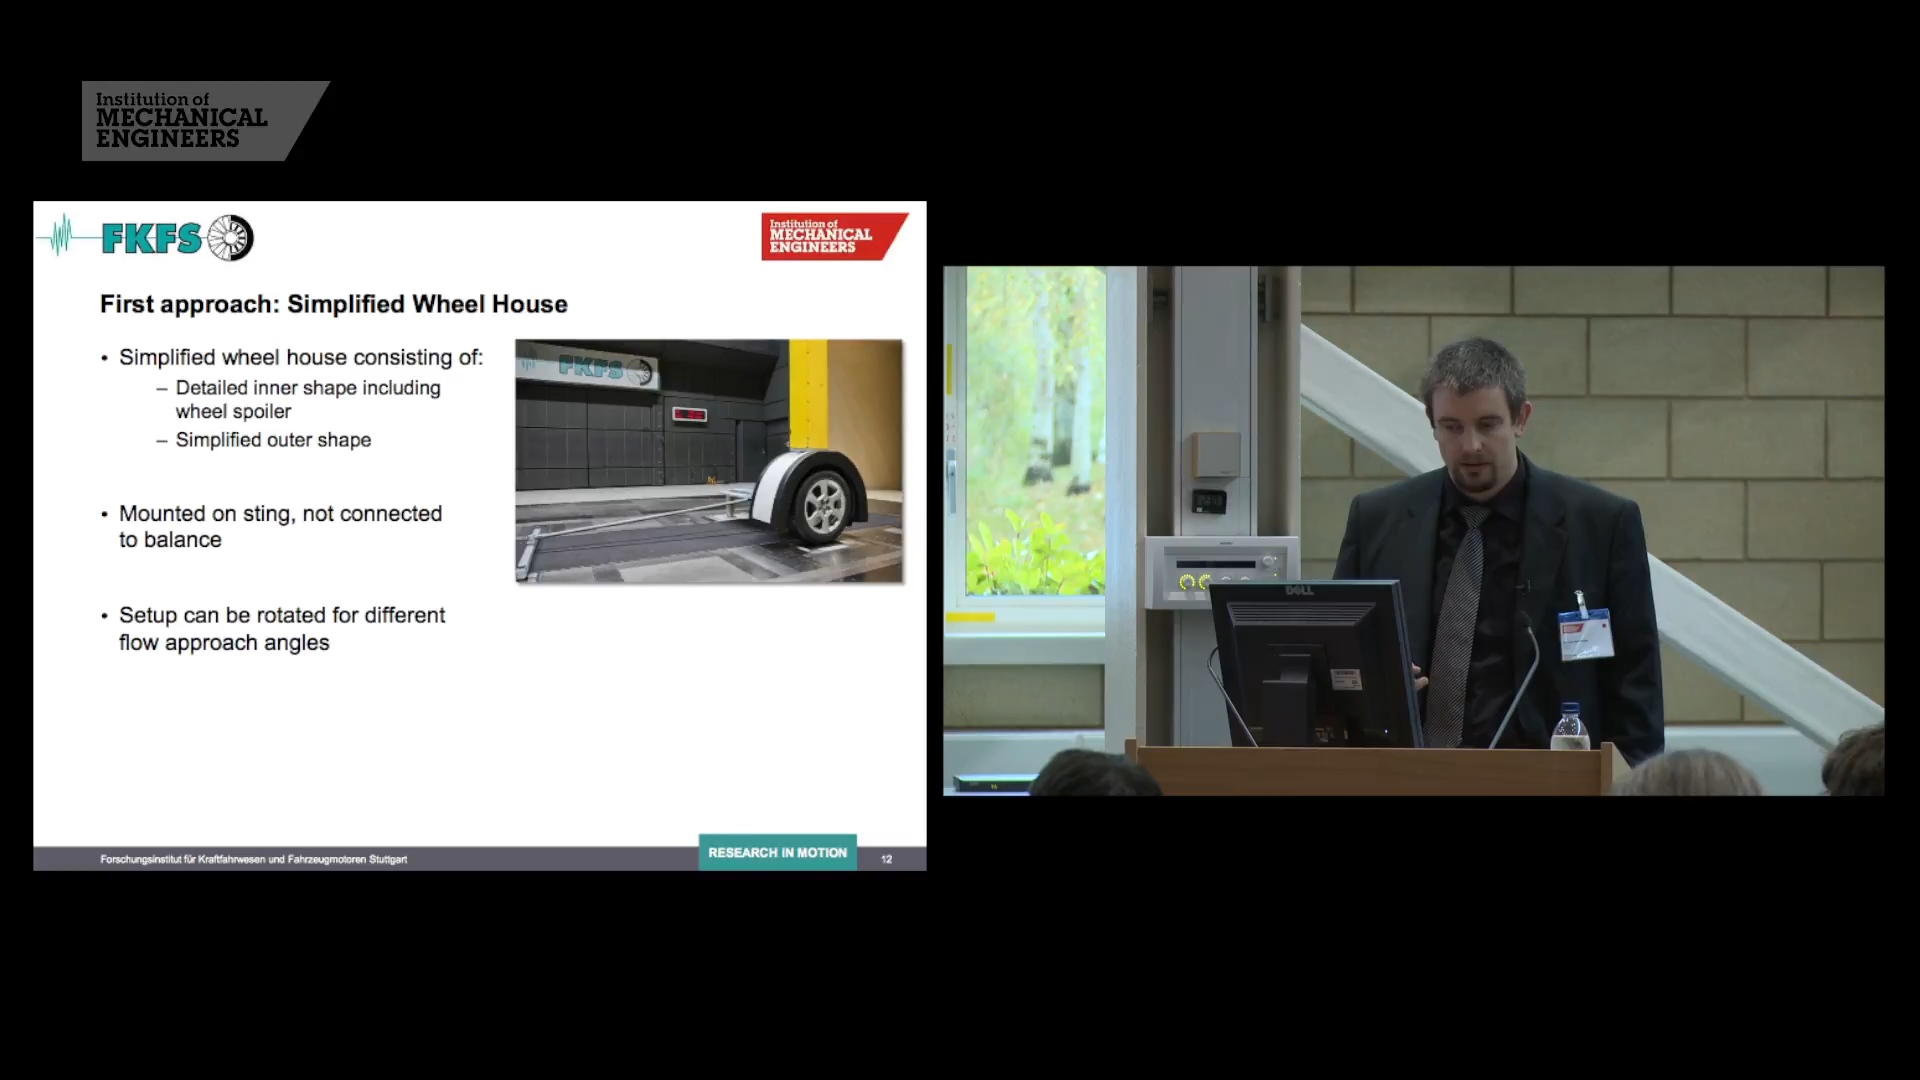 Institution of
MECHANICAL
ENGINEERS
FKFS
Institution of
MECHANICAL
ENGINEERS
First approach: Simplified Wheel House
• Simplified wheel house consisting of:
– Detailed inner shape including
wheel spoiler
– Simplified outer shape
• Mounted on sting, not connected
to balance
• Setup can be rotated for different
flow approach angles
FKFS
Forschungsinstitut für Kraftfahrwesen und Fahrzeugmotoren Stuttgart
RESEARCH IN MOTION
12
DELL